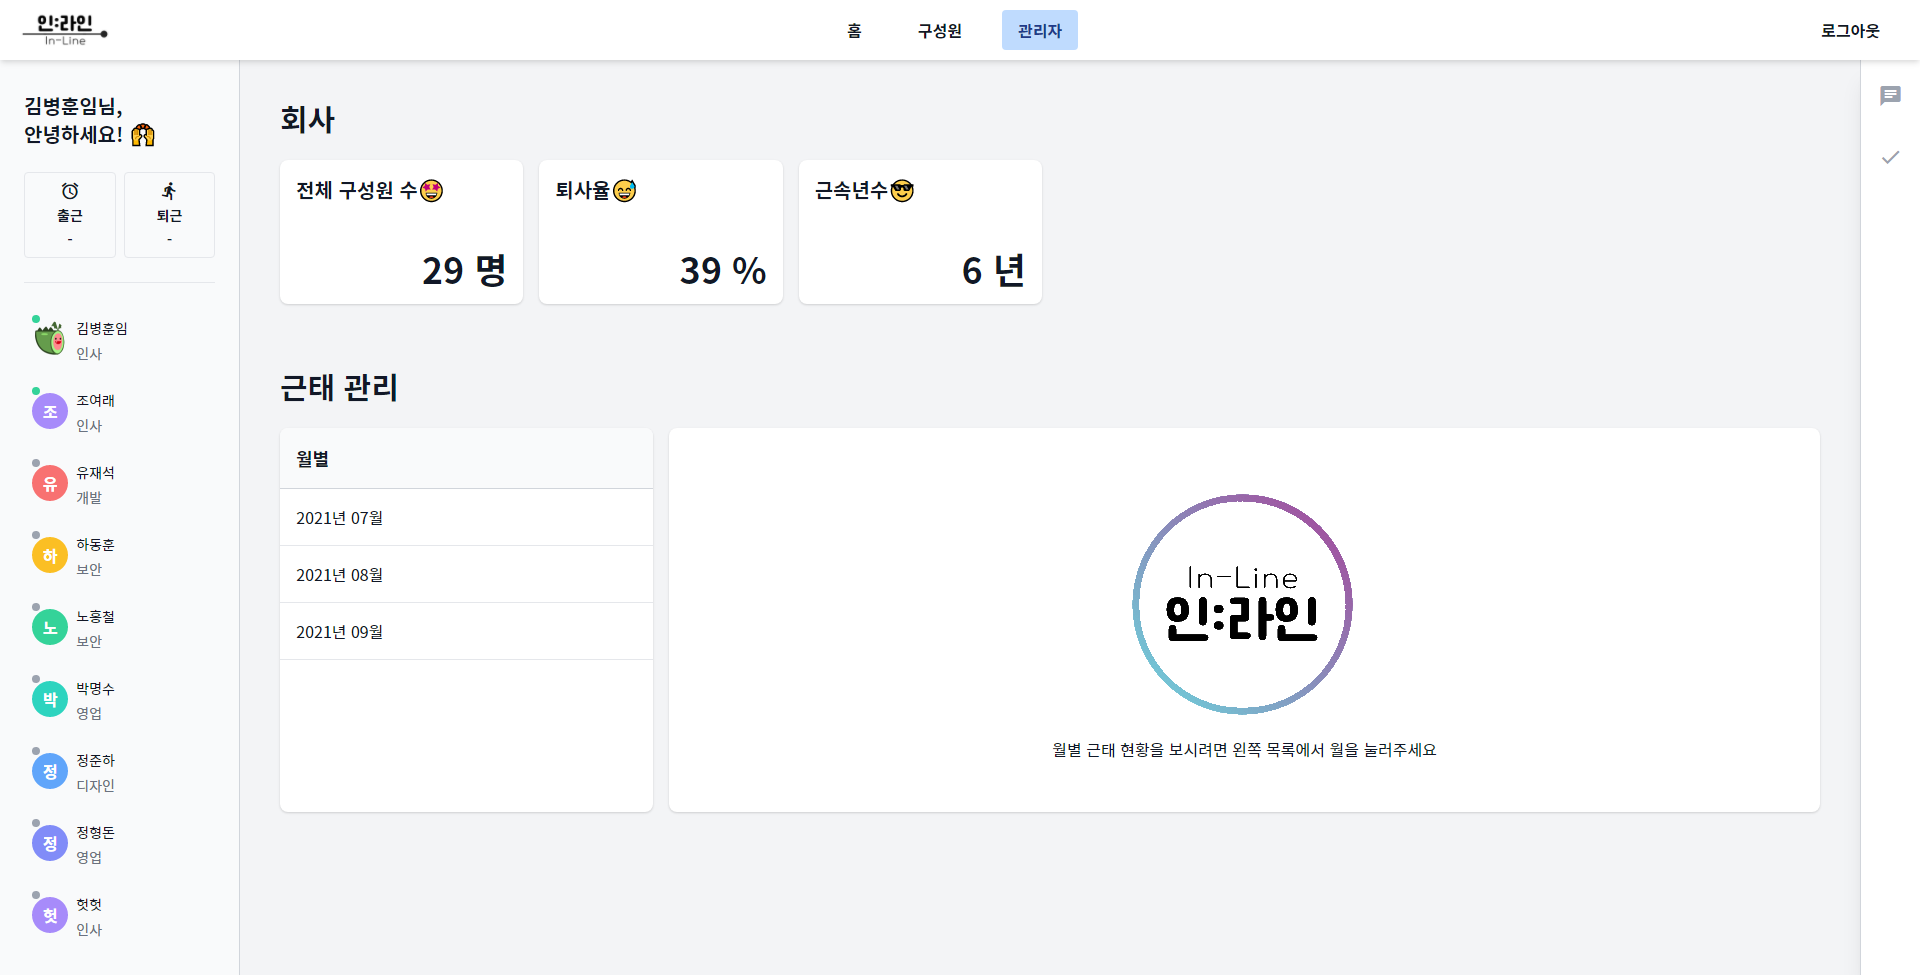 인:라인
In-Line
홈
구성원
관리자
로그아웃
김병훈임님,
안녕하세요! 🙌
출근
-
퇴근
-
김병훈임
인사
조
조여래
인사
유
유재석
개발
하
하동훈
보안
노
노홍철
보안
박
박명수
영업
정
정준하
디자인
정
정형돈
영업
헛
헛헛
인사
회사
전체 구성원 수🤩
29 명
퇴사율😅
39 %
근속년수😎
6 년
근태 관리
월별
2021년 07월
2021년 08월
2021년 09월
In-Line
인:라인
월별 근태 현황을 보시려면 왼쪽 목록에서 월을 눌러주세요